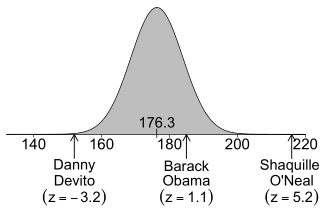 176.3
140 160 180 200 220
Danny Barack Shaquille
Devito Obama O'Neal
(z = −3.2) (z = 1.1) (z = 5.2)